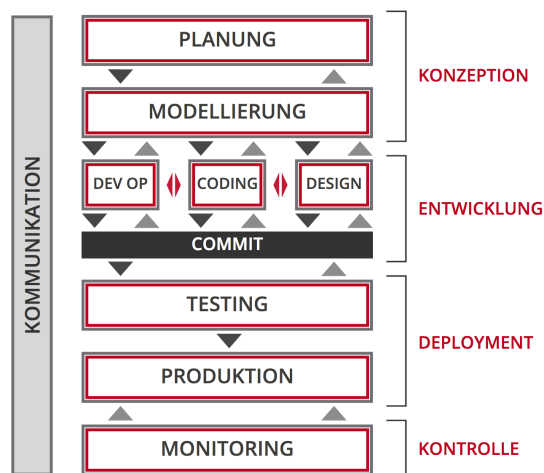 KOMMUNIKATION
PLANUNG
MODELLIERUNG
KONZEPTION
DEV OP
CODING
DESIGN
COMMIT
ENTWICKLUNG
TESTING
PRODUKTION
DEPLOYMENT
MONITORING
KONTROLLE